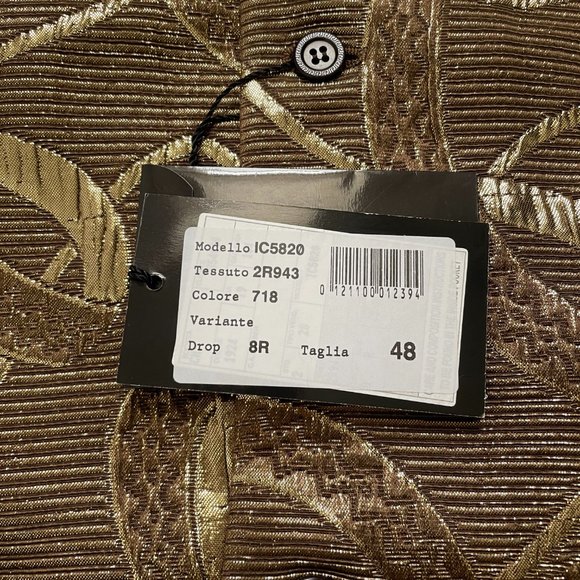 Modello IC5820
Tessuto 2R943
Colore 718
Variante
Drop 8R Taglia 48
0 121100 012394